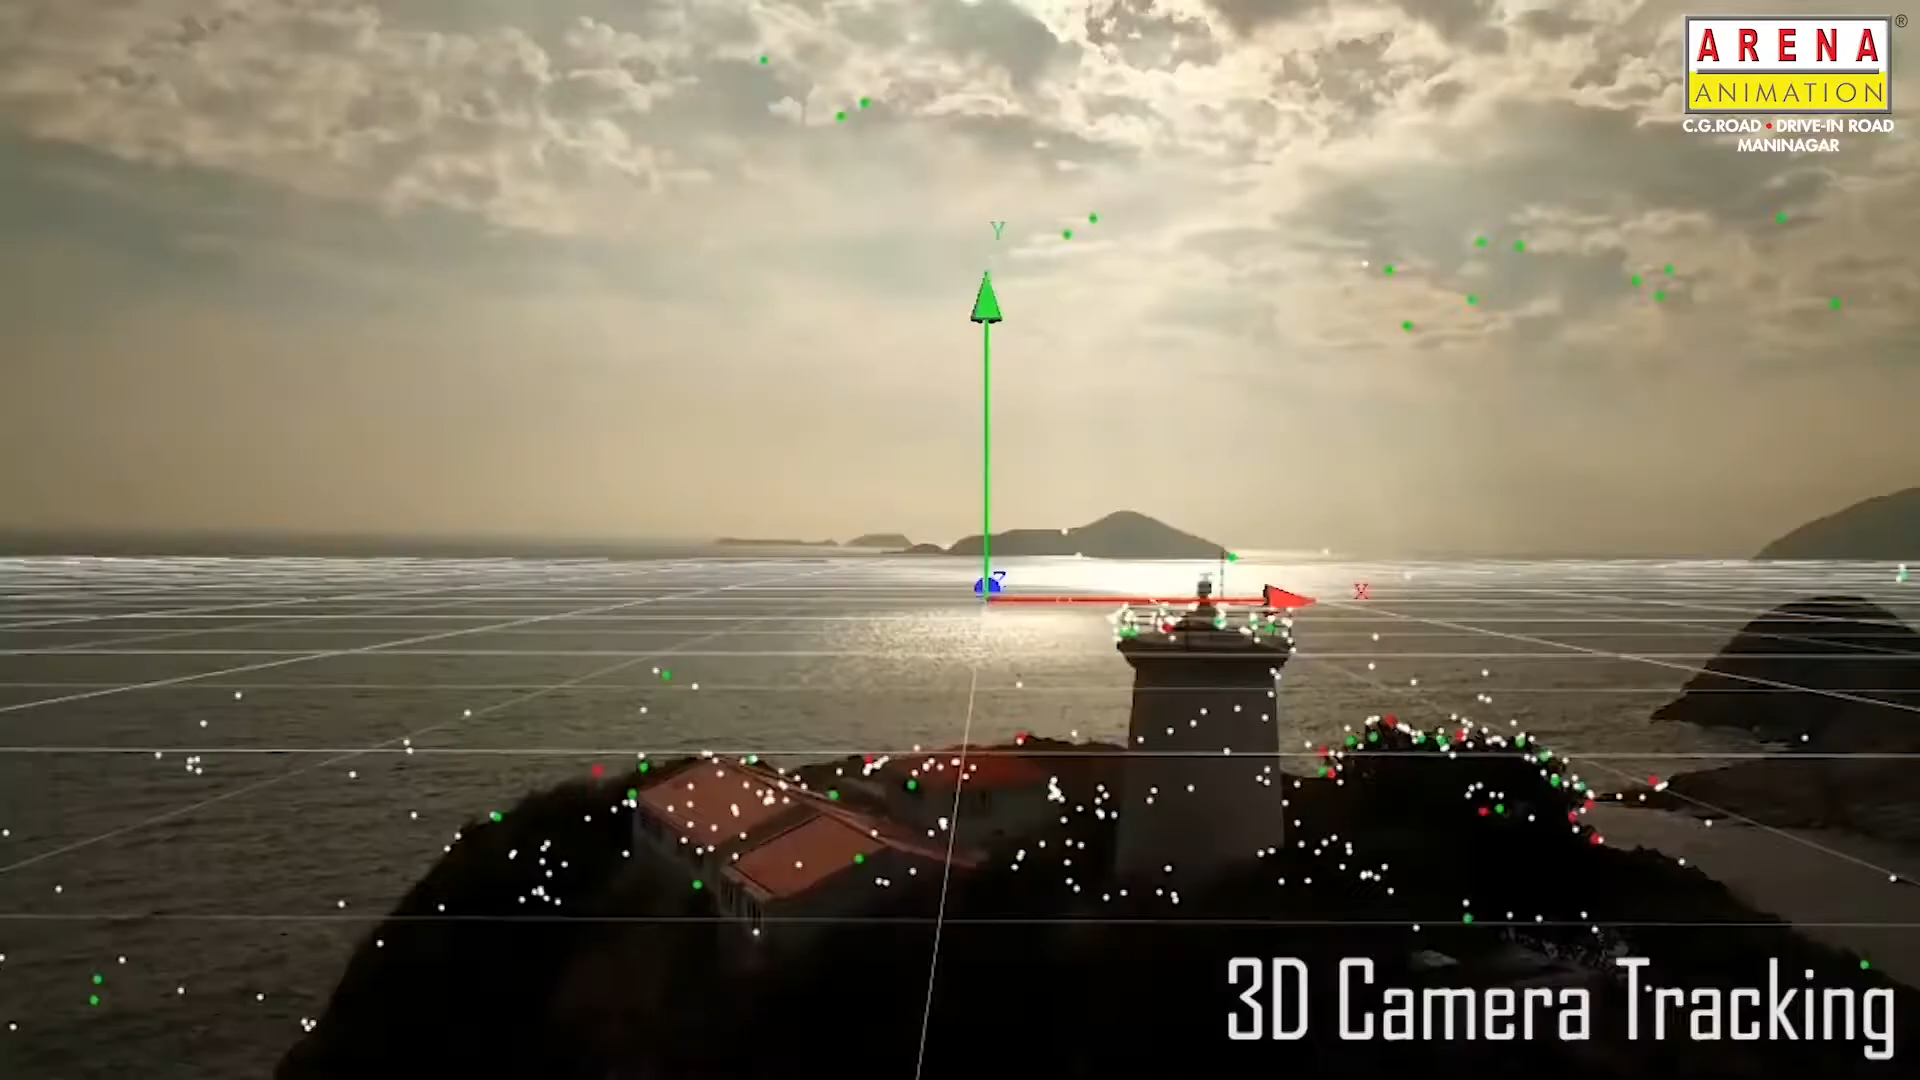 ARENA®
ANIMATION
C.G.ROAD • DRIVE-IN ROAD
MANINAGAR
Y
Z
X
3D Camera Tracking